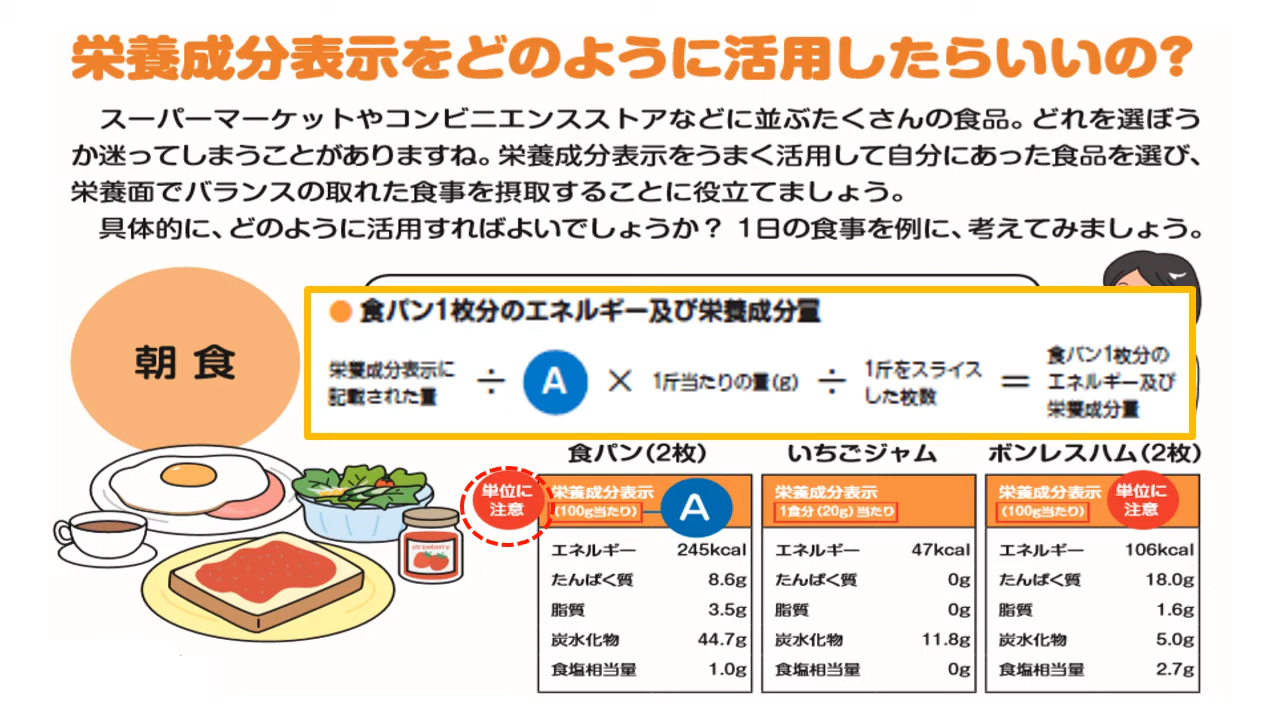 栄養成分表示をどのように活用したらいいの?
スーパーマーケットやコンビニエンスストアなどに並ぶたくさんの食品。どれを選ぼう
か迷ってしまうことがありますね。栄養成分表示をうまく活用して自分にあった食品を選び、
栄養面でバランスの取れた食事を摂取することに役立てましょう。
具体的に、どのように活用すればよいでしょうか? 1日の食事を例に、考えてみましょう。
朝食
●食パン1枚分のエネルギー及び栄養成分量
栄養成分表示に
記載された量
÷ A × 1斤当たりの量(g) ÷
1斤をスライス
した枚数
=
食パン1枚分の
エネルギー及び
栄養成分量
strawberry
単位に
注意
食パン(2枚)
栄養成分表示
(100g当たり) A
エネルギー 245kcal
たんぱく質 8.6g
脂質 3.5g
炭水化物 44.7g
食塩相当量 1.0g
いちごジャム
栄養成分表示
1食分(20g)当たり
エネルギー 47kcal
たんぱく質 0g
脂質 0g
炭水化物 11.8g
食塩相当量 0g
ボンレスハム(2枚)
栄養成分表示
(100g当たり)
単位に
注意
エネルギー 106kcal
たんぱく質 18.0g
脂質 1.6g
炭水化物 5.0g
食塩相当量 2.7g